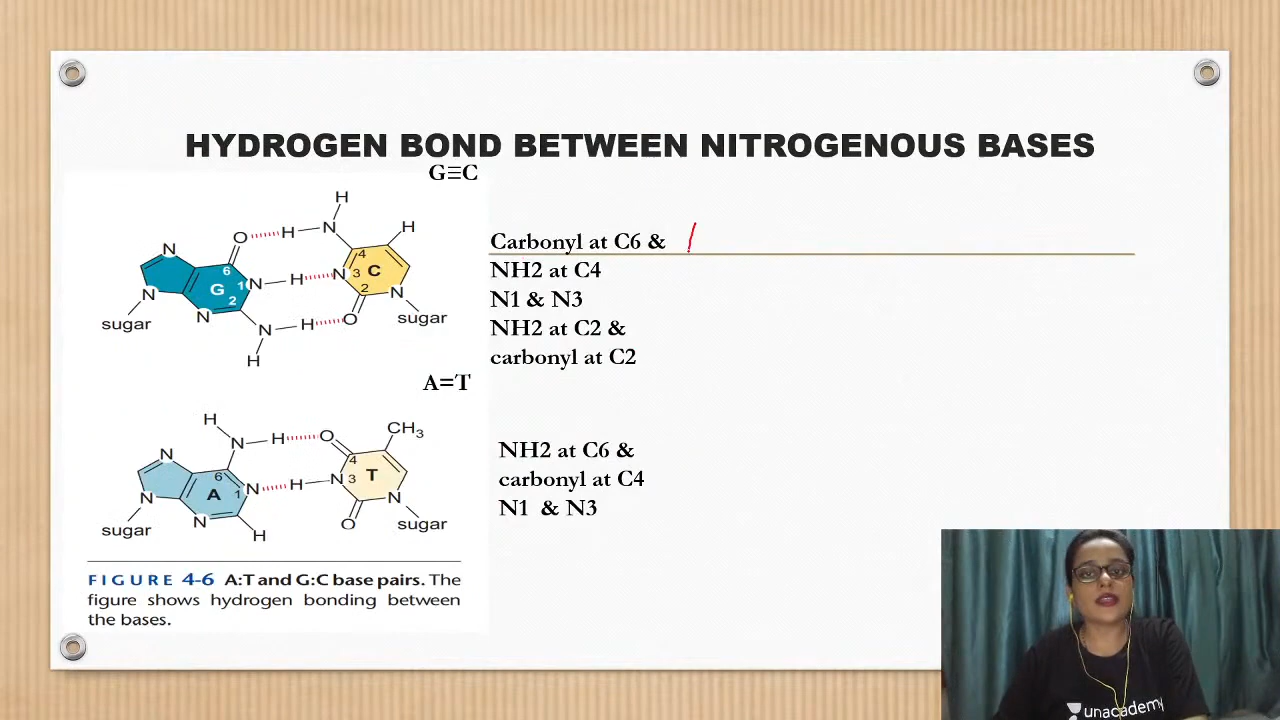 HYDROGEN BOND BETWEEN NITROGENOUS BASES
G≡C
H
O H N H
N 6 4
N 1 H N 3 C
G 2 2
N N N
sugar H O sugar
N
H
Carbonyl at C6 &
NH2 at C4
N1 & N3
NH2 at C2 &
carbonyl at C2
A=T
H
N H O CH3
N 6 4
A 1 N H N 3 T
N N N
sugar H O sugar
NH2 at C6 &
carbonyl at C4
N1 & N3
FIGURE 4-6 A:T and G:C base pairs. The
figure shows hydrogen bonding between
the bases.
unacademy